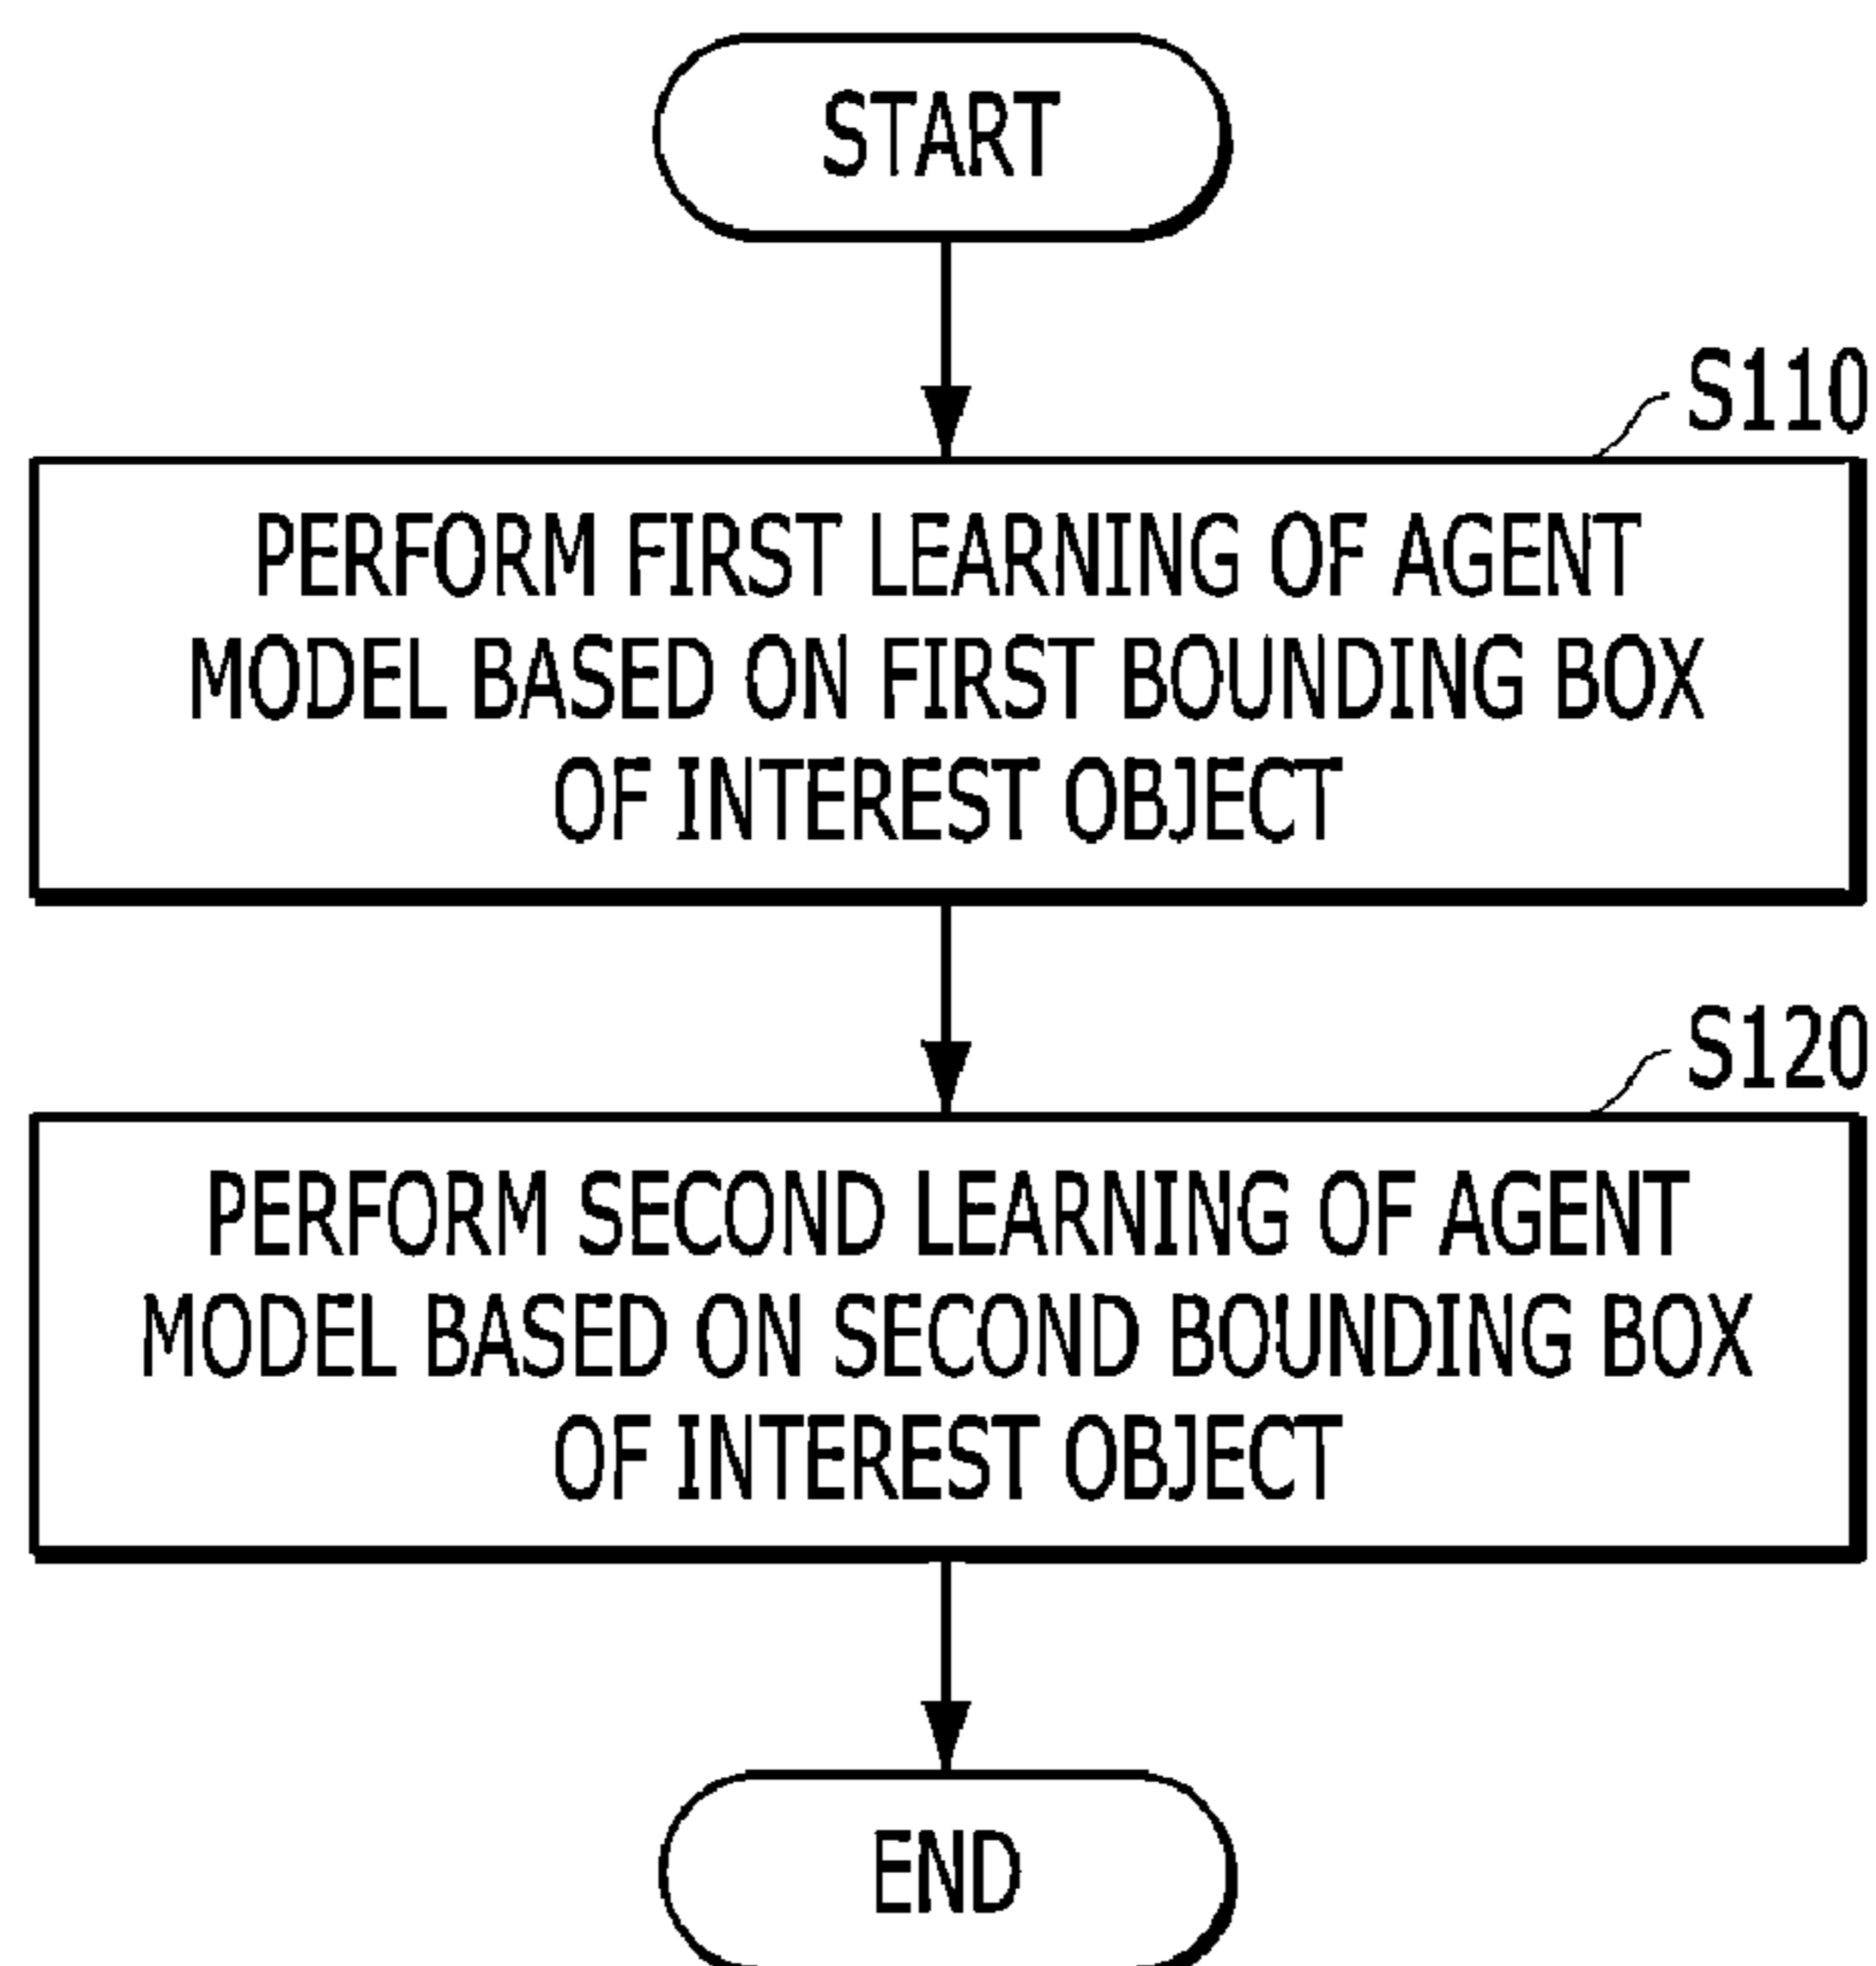 START
S110
PERFORM FIRST LEARNING OF AGENT
MODEL BASED ON FIRST BOUNDING BOX
OF INTEREST OBJECT
S120
PERFORM SECOND LEARNING OF AGENT
MODEL BASED ON SECOND BOUNDING BOX
OF INTEREST OBJECT
END